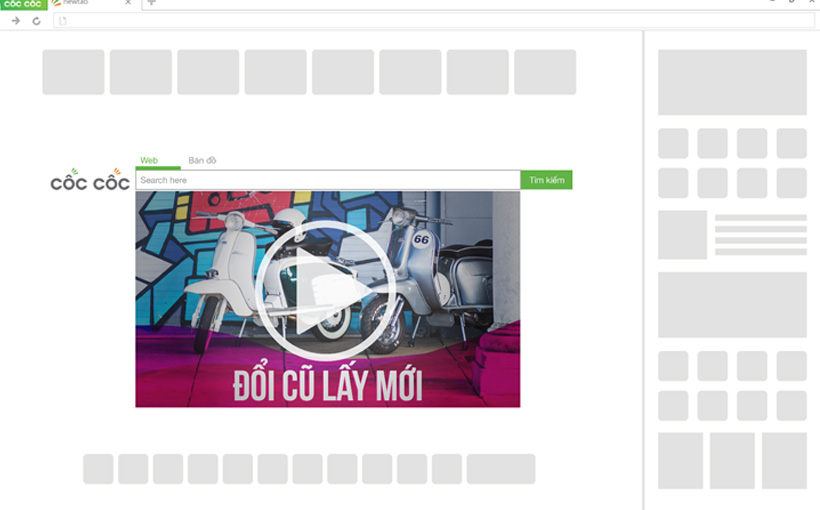 CỐC CỐC
newtab
Web Bản đồ
CỐC CỐC
Search here Tìm kiếm
66
ĐỔI CŨ LẤY MỚI